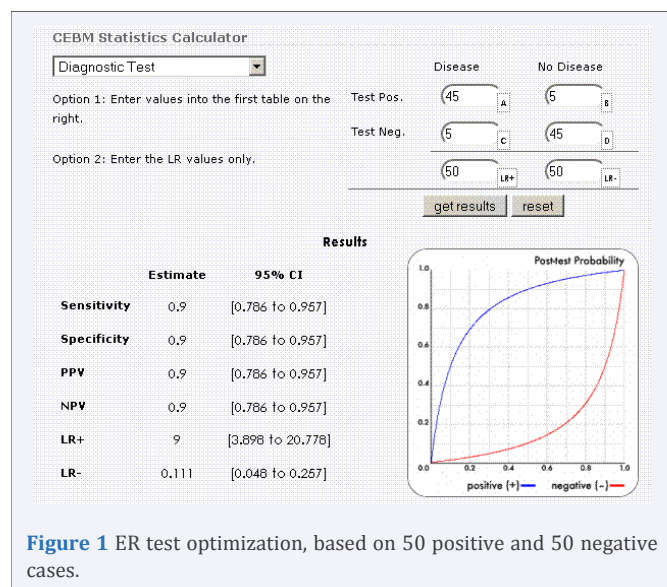 CEBM Statistics Calculator
Diagnostic Test
Disease No Disease
Option 1: Enter values into the first table on the
right.
Test Pos. 45 A 5 B
Test Neg. 5 C 45 D
Option 2: Enter the LR values only.
50 LR+ 50 LR-
get results reset
Results
Estimate 95% CI
Sensitivity 0.9 [0.786 to 0.957]
Specificity 0.9 [0.786 to 0.957]
PPV 0.9 [0.786 to 0.957]
NPV 0.9 [0.786 to 0.957]
LR+ 9 [3.898 to 20.778]
LR- 0.111 [0.048 to 0.257]
Post-test Probability
1.0
0.8
0.6
0.4
0.2
0.0 0.2 0.4 0.6 0.8 1.0
positive (+) negative (-)
Figure 1 ER test optimization, based on 50 positive and 50 negative
cases.